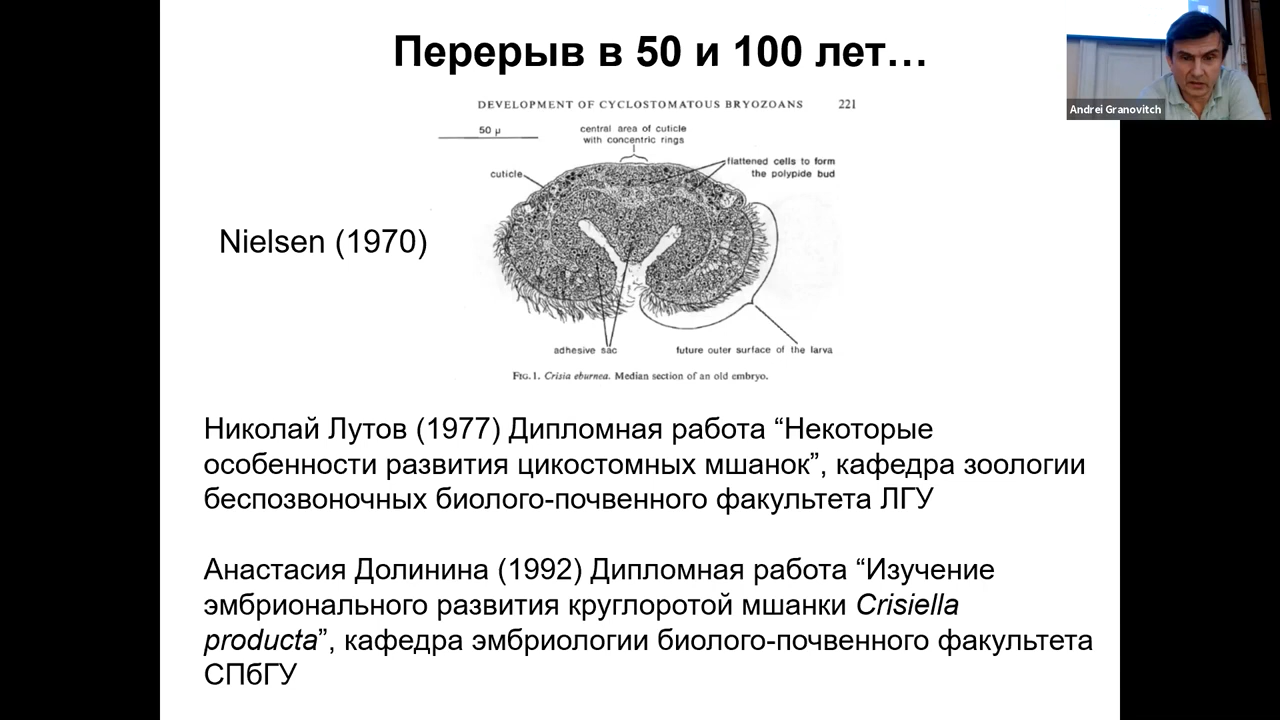 Перерыв в 50 и 100 лет…
Andrei Granovitch
DEVELOPMENT OF CYCLOSTOMATOUS BRYOZOANS 221
50 μ
central area of cuticle
with concentric rings
flattened cells to form
the polypide bud
cuticle
Nielsen (1970)
adhesive sac
future outer surface of the larva
FIG. 1. Crisia eburnea. Median section of an old embryo.
Николай Лутов (1977) Дипломная работа “Некоторые
особенности развития цикостомных мшанок”, кафедра зоологии
беспозвоночных биолого-почвенного факультета ЛГУ
Анастасия Долинина (1992) Дипломная работа “Изучение
эмбрионального развития круглоротой мшанки Crisiella
producta”, кафедра эмбриологии биолого-почвенного факультета
СПбГУ